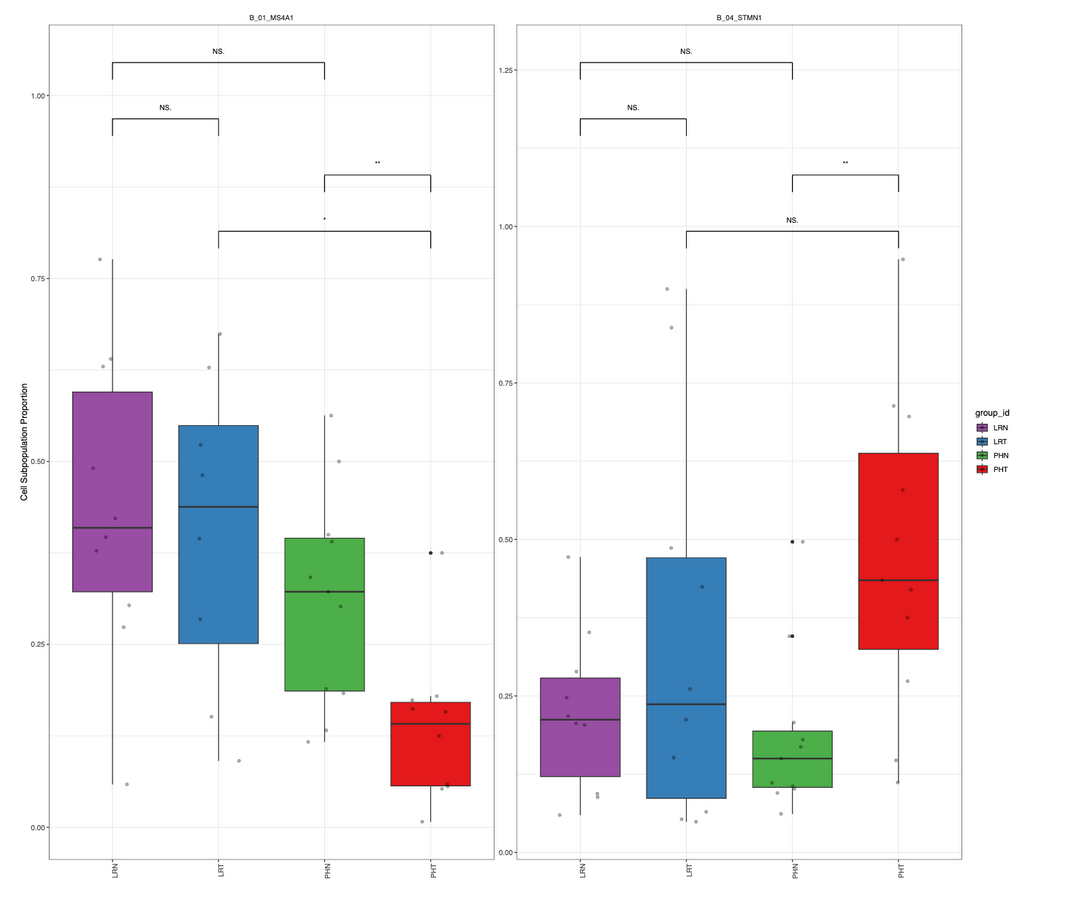 B_01_MS4A1
B_04_STMN1
NS.
NS.
**
*
1.00
0.75
0.50
0.25
0.00
Cell Subpopulation Proportion
LRN
LRT
PHN
PHT
NS.
NS.
**
NS.
1.25
1.00
0.75
0.50
0.25
0.00
LRN
LRT
PHN
PHT
group_id
LRN
LRT
PHN
PHT